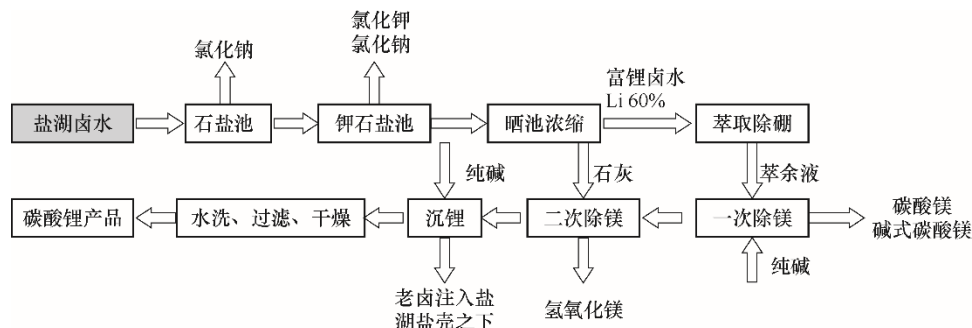 氯化钾
氯化钠
氯化钠
富锂卤水
Li 60%
盐湖卤水
石盐池
钾石盐池
晒池浓缩
萃取除硼
纯碱
石灰
萃余液
碳酸锂产品
水洗、过滤、干燥
沉锂
二次除镁
一次除镁
碳酸镁
碱式碳酸镁
纯碱
老卤注入盐
湖盐壳之下
氢氧化镁